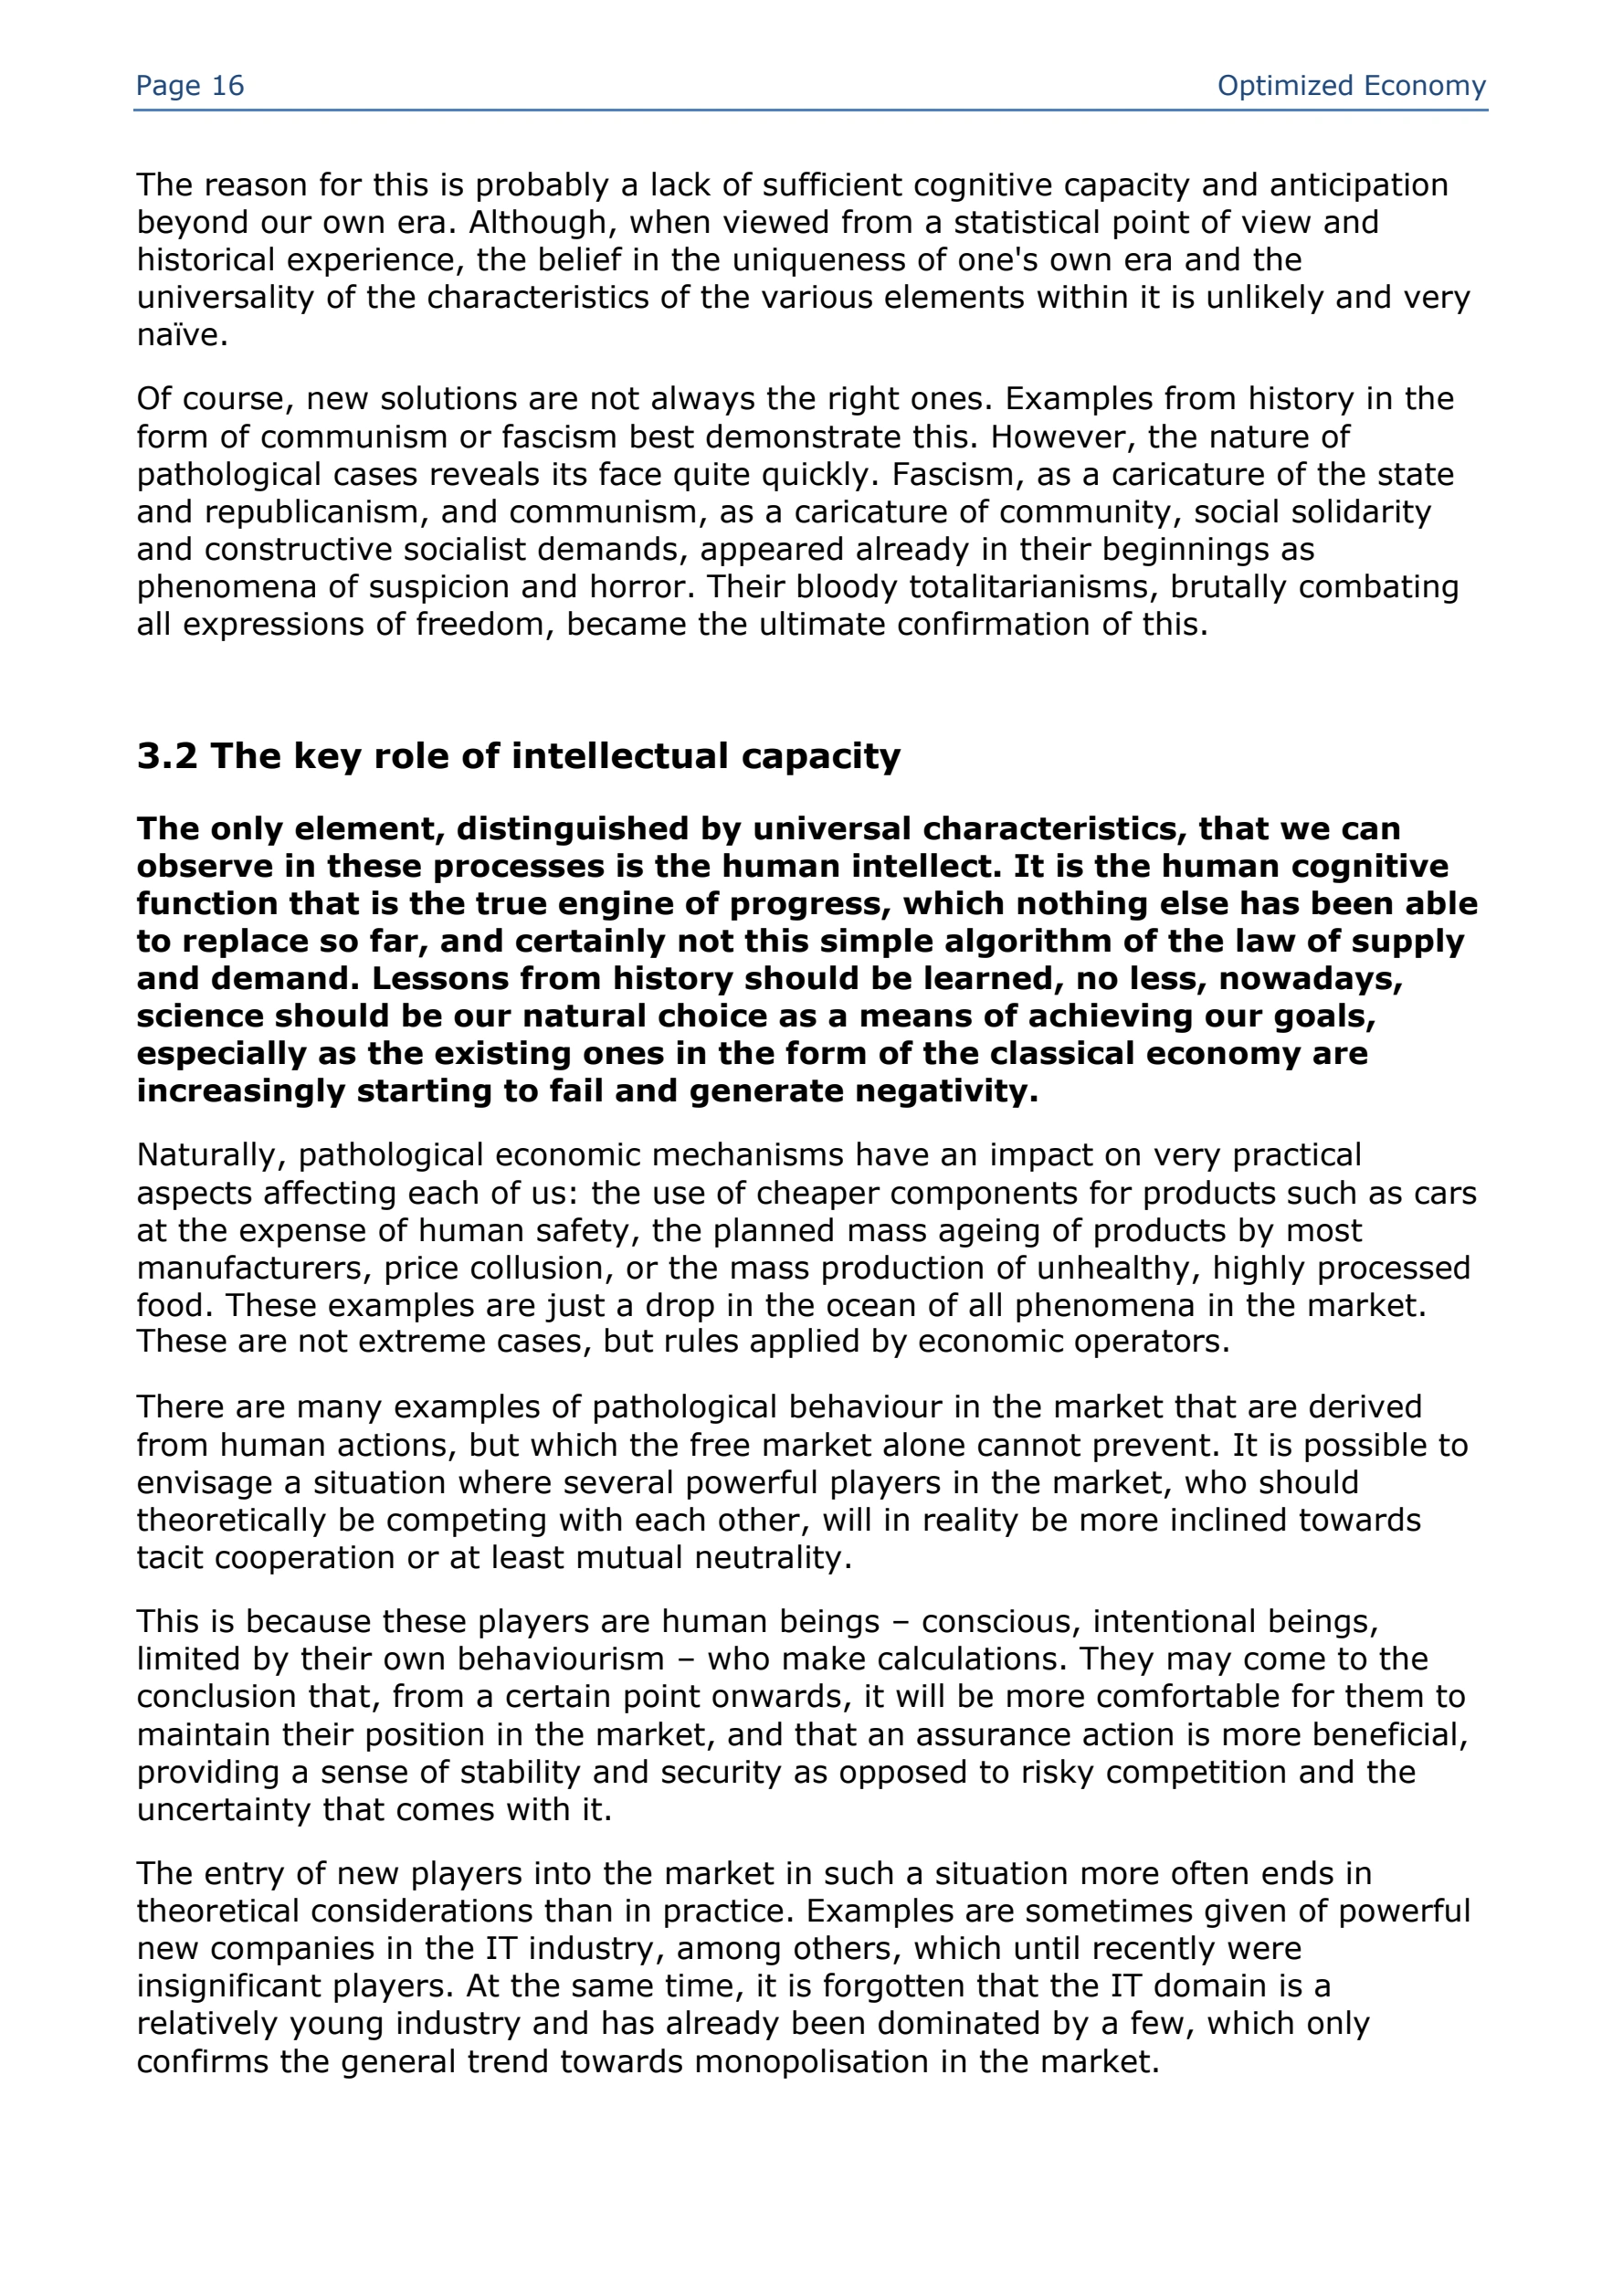 Page 16
Optimized Economy
The reason for this is probably a lack of sufficient cognitive capacity and anticipation
beyond our own era. Although, when viewed from a statistical point of view and
historical experience, the belief in the uniqueness of one's own era and the
universality of the characteristics of the various elements within it is unlikely and very
naïve.
Of course, new solutions are not always the right ones. Examples from history in the
form of communism or fascism best demonstrate this. However, the nature of
pathological cases reveals its face quite quickly. Fascism, as a caricature of the state
and republicanism, and communism, as a caricature of community, social solidarity
and constructive socialist demands, appeared already in their beginnings as
phenomena of suspicion and horror. Their bloody totalitarianisms, brutally combating
all expressions of freedom, became the ultimate confirmation of this.
3.2 The key role of intellectual capacity
The only element, distinguished by universal characteristics, that we can
observe in these processes is the human intellect. It is the human cognitive
function that is the true engine of progress, which nothing else has been able
to replace so far, and certainly not this simple algorithm of the law of supply
and demand. Lessons from history should be learned, no less, nowadays,
science should be our natural choice as a means of achieving our goals,
especially as the existing ones in the form of the classical economy are
increasingly starting to fail and generate negativity.
Naturally, pathological economic mechanisms have an impact on very practical
aspects affecting each of us: the use of cheaper components for products such as cars
at the expense of human safety, the planned mass ageing of products by most
manufacturers, price collusion, or the mass production of unhealthy, highly processed
food. These examples are just a drop in the ocean of all phenomena in the market.
These are not extreme cases, but rules applied by economic operators.
There are many examples of pathological behaviour in the market that are derived
from human actions, but which the free market alone cannot prevent. It is possible to
envisage a situation where several powerful players in the market, who should
theoretically be competing with each other, will in reality be more inclined towards
tacit cooperation or at least mutual neutrality.
This is because these players are human beings – conscious, intentional beings,
limited by their own behaviourism – who make calculations. They may come to the
conclusion that, from a certain point onwards, it will be more comfortable for them to
maintain their position in the market, and that an assurance action is more beneficial,
providing a sense of stability and security as opposed to risky competition and the
uncertainty that comes with it.
The entry of new players into the market in such a situation more often ends in
theoretical considerations than in practice. Examples are sometimes given of powerful
new companies in the IT industry, among others, which until recently were
insignificant players. At the same time, it is forgotten that the IT domain is a
relatively young industry and has already been dominated by a few, which only
confirms the general trend towards monopolisation in the market.